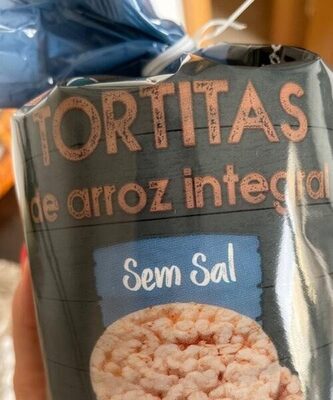 TORTITAS
de arroz integral
Sem Sal